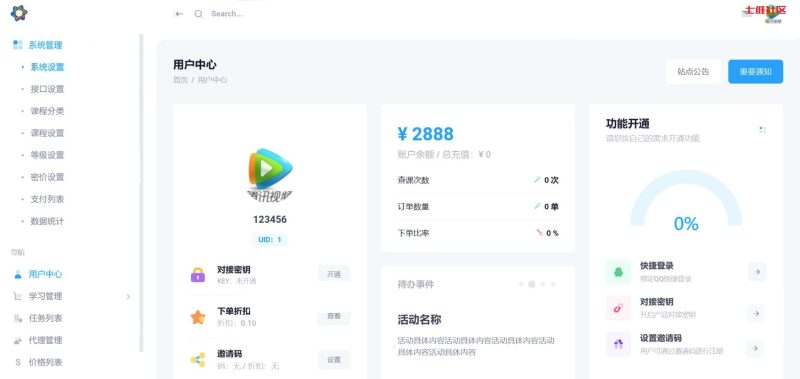 Search...
七维社区
系统管理
系统设置
接口设置
课程分类
课程设置
等级设置
密价设置
支付列表
数据统计
导航
用户中心
学习管理
任务列表
代理管理
S 价格列表
用户中心
首页 / 用户中心
站点公告
重要通知
腾讯视频
123456
UID: 1
对接密钥
KEY: 未开通
开通
下单折扣
折扣: 0.10
查看
邀请码
码: 无 / 折扣: 无
设置
¥ 2888
账户余额 / 总充值: ¥ 0
查课次数
0 次
订单数量
0 单
下单比率
0 %
待办事件
活动名称
活动具体内容活动具体内容活动具体内容活动
具体内容活动具体内容
功能开通
请您按自己的需求开通功能
0%
快捷登录
绑定QQ快捷登录
对接密钥
开启产品对接密钥
设置邀请码
用户可通过邀请码进行注册